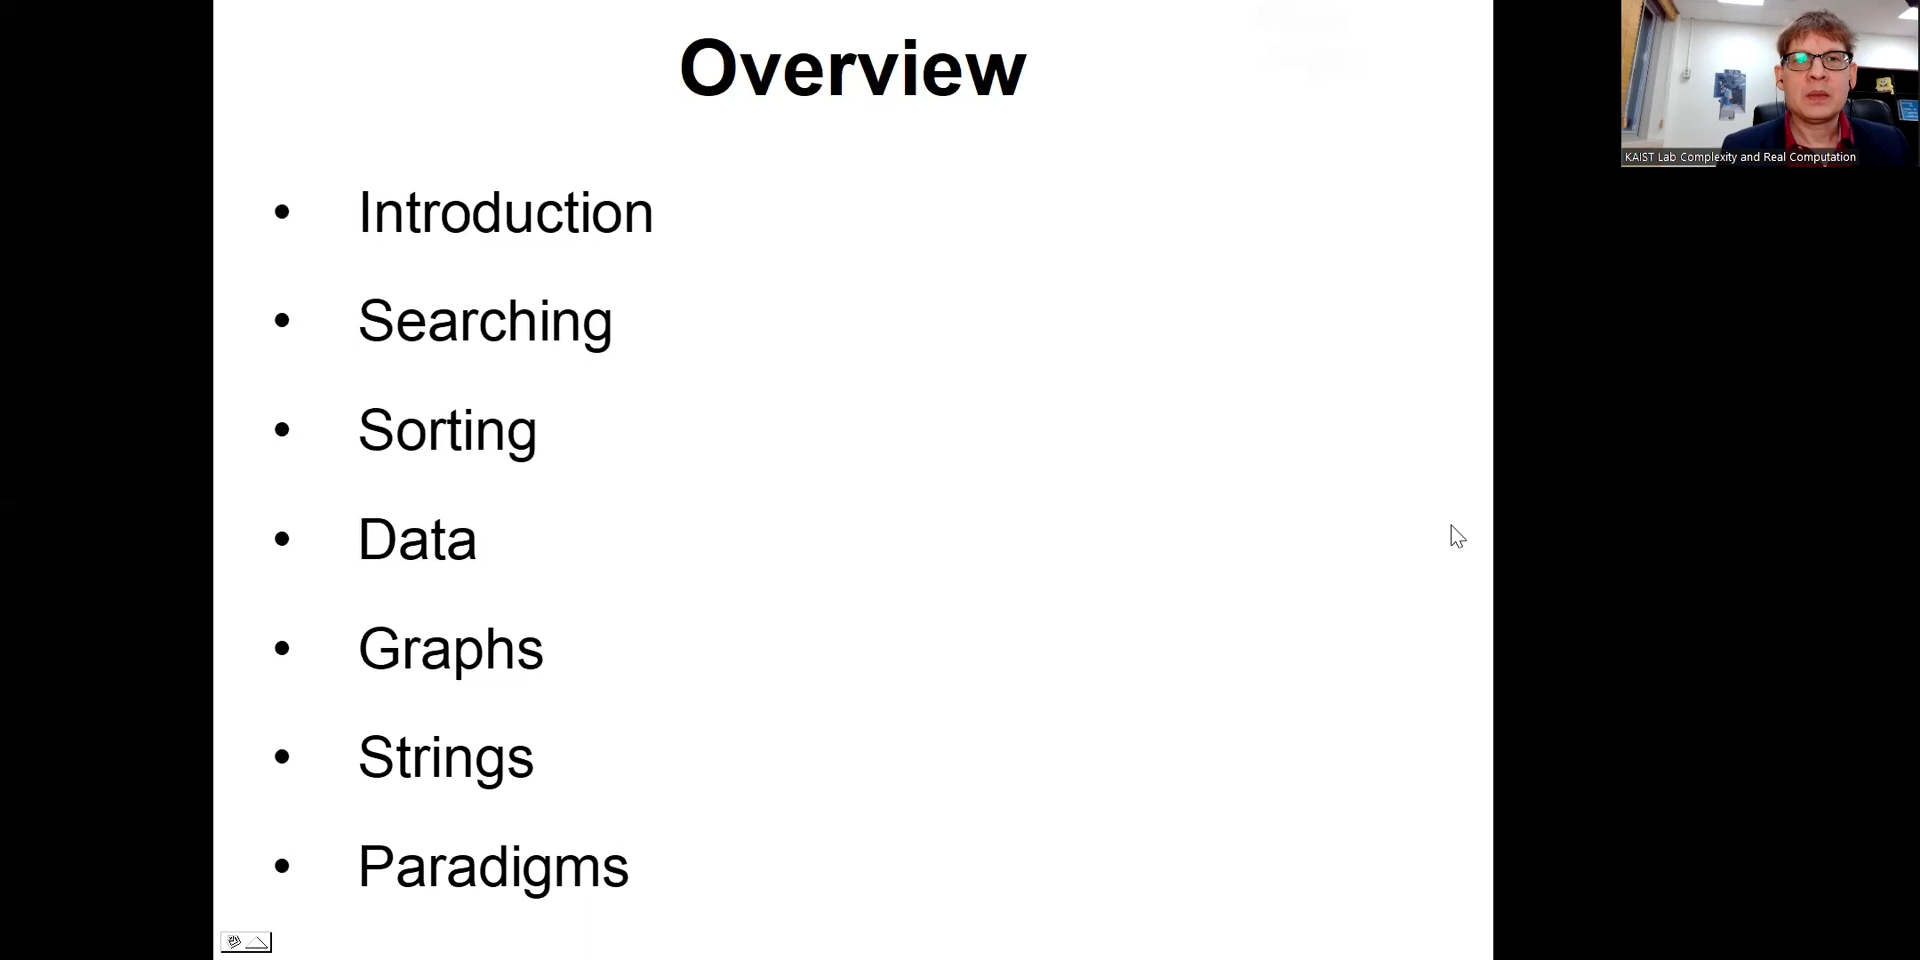 Overview
• Introduction
• Searching
• Sorting
• Data
• Graphs
• Strings
• Paradigms
KAIST Lab Complexity and Real Computation